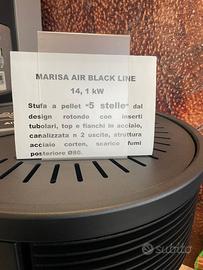 MARISA AIR BLACK LINE
14, 1 kW
Stufa a pellet "5 stelle" dal
design rotondo con inserti
tubolari, top e fianchi in acciaio,
canalizzata n 2 uscite, struttura
acciaio corten, scarico fumi
posteriore Ø80.
subito